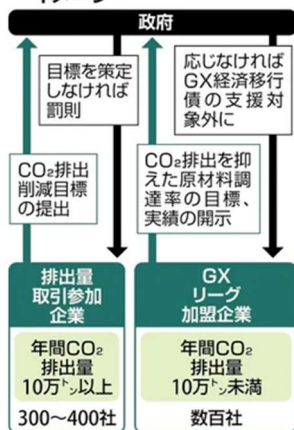 政府
目標を策定
しなければ
罰則
応じなければ
GX経済移行
債の支援対
象外に
CO₂排出
削減目標
の提出
CO₂排出を抑
えた原材料調
達率の目標、
実績の開示
排出量
取引参加
企業
年間CO₂
排出量
10万㌧以上
300〜400社
GX
リーグ
加盟企業
年間CO₂
排出量
10万㌧未満
数百社